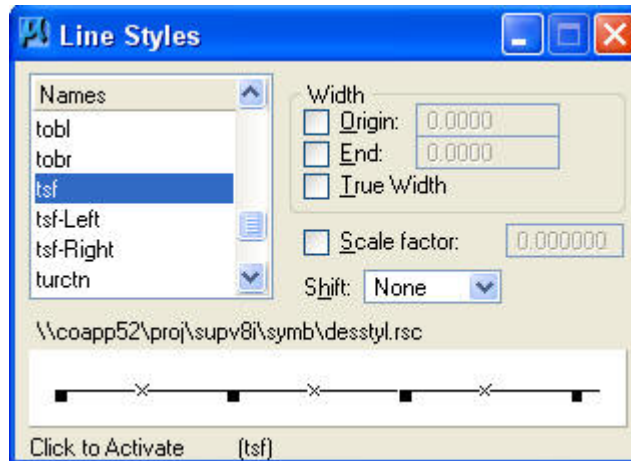 Line Styles
Names
tobl
tobr
tsf
tsf-Left
tsf-Right
turctn
Width
Origin: 0.0000
End: 0.0000
True Width
Scale factor: 0.000000
Shift: None
\\coapp52\proj\supv8i\symb\desstyl.rsc
Click to Activate (tsf)